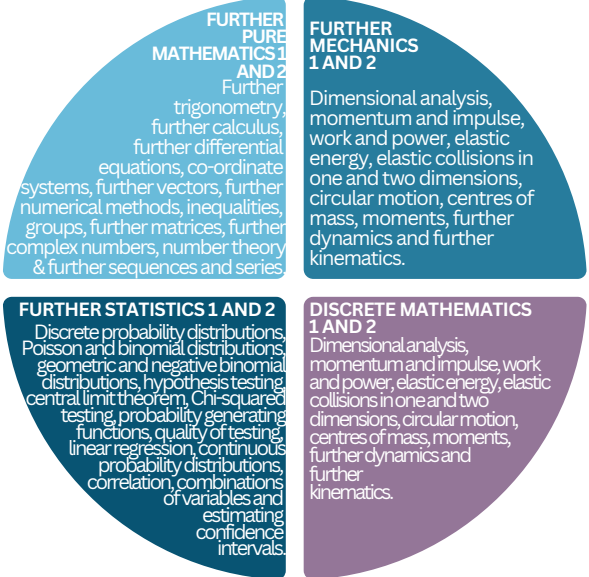 FURTHER
PURE
MATHEMATICS 1
AND 2
Further
trigonometry,
further calculus,
further differential
equations, co-ordinate
systems, further vectors, further
numerical methods, inequalities,
groups, further matrices, further
complex numbers, number theory
& further sequences and series.
FURTHER
MECHANICS
1 AND 2
Dimensional analysis,
momentum and impulse,
work and power, elastic
energy, elastic collisions in
one and two dimensions,
circular motion, centres of
mass, moments, further
dynamics and further
kinematics.
FURTHER STATISTICS 1 AND 2
Discrete probability distributions,
Poisson and binomial distributions,
geometric and negative binomial
distributions, hypothesis testing,
central limit theorem, Chi-squared
testing, probability generating
functions, quality of testing,
linear regression, continuous
probability distributions,
correlation, combinations
of variables and
estimating
confidence
intervals.
DISCRETE MATHEMATICS
1 AND 2
Dimensional analysis,
momentum and impulse, work
and power, elastic energy, elastic
collisions in one and two
dimensions, circular motion,
centres of mass, moments,
further dynamics and
further
kinematics.